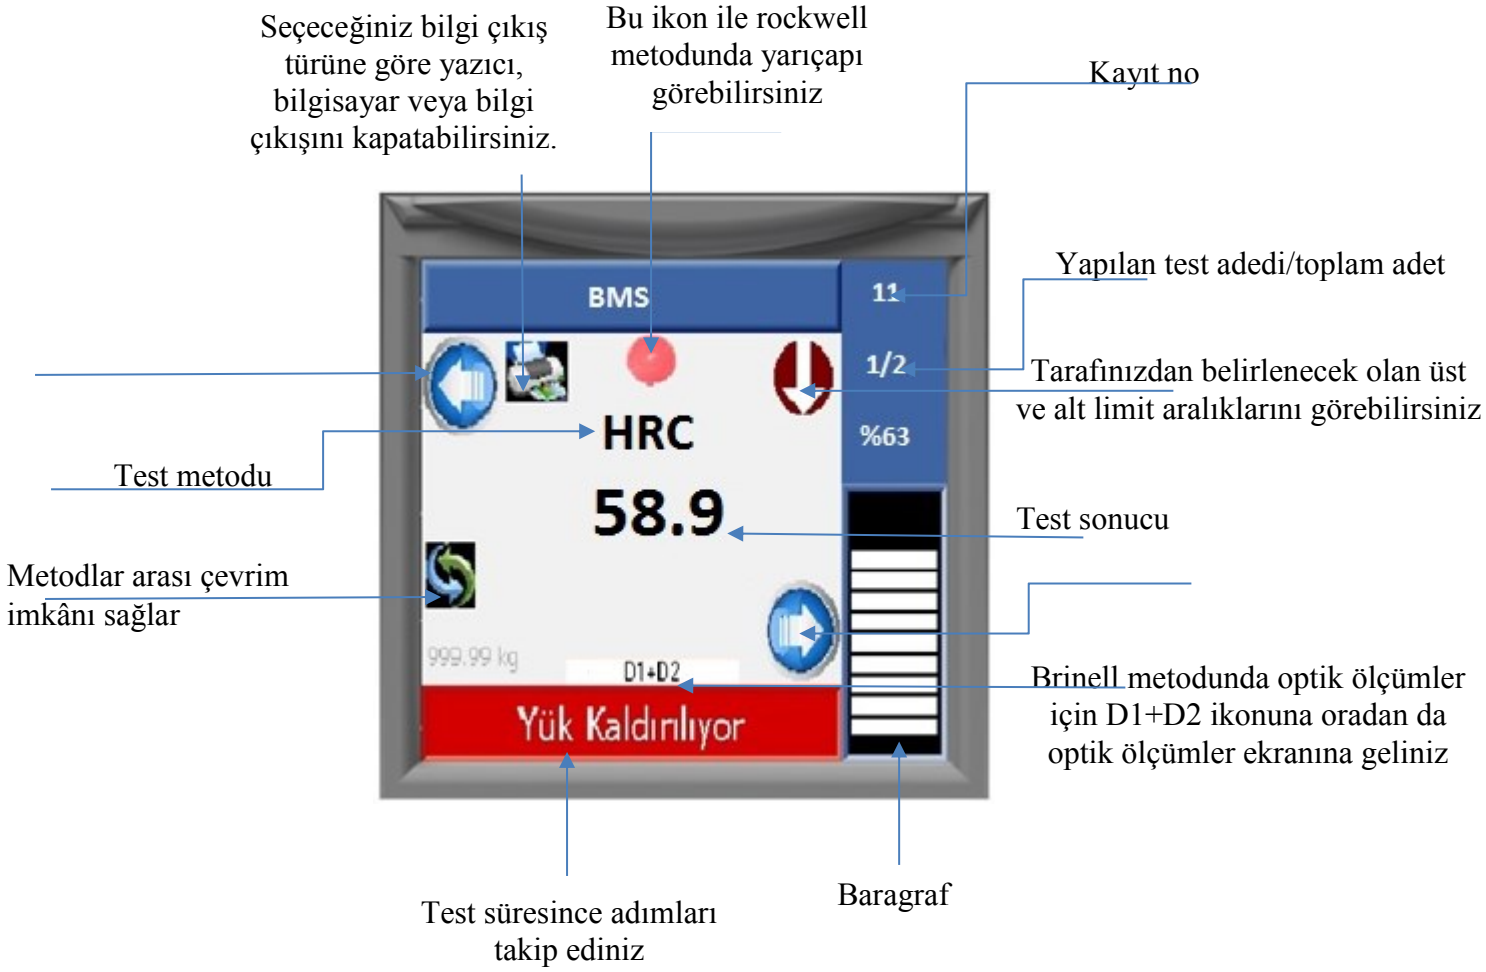 Seçeceğiniz bilgi çıkış
türüne göre yazıcı,
bilgisayar veya bilgi
çıkışını kapatabilirsiniz.
Bu ikon ile rockwell
metodunda yarıçapı
görebilirsiniz
Kayıt no
Yapılan test adedi/toplam adet
Tarafınızdan belirlenecek olan üst
ve alt limit aralıklarını görebilirsiniz
Test metodu
Metodlar arası çevrim
imkânı sağlar
BMS
11
1/2
%63
HRC
58.9
999.99 kg
D1+D2
Yük Kaldırılıyor
Test sonucu
Brinell metodunda optik ölçümler
için D1+D2 ikonuna oradan da
optik ölçümler ekranına geliniz
Baragraf
Test süresince adımları
takip ediniz